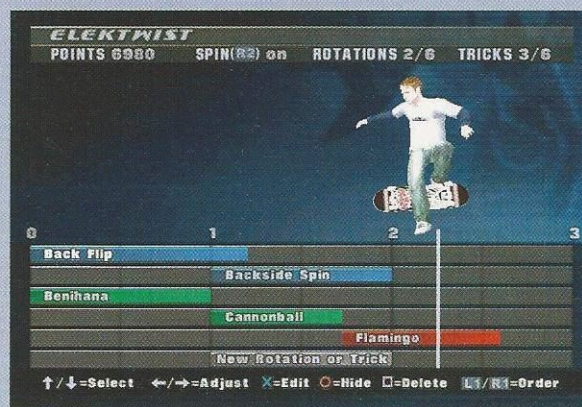 ELEKTWIST
POINTS 6980 SPIN(R2) on ROTATIONS 2/6 TRICKS 3/6
0 1 2 3
Back Flip
Backside Spin
Benihana
Cannonball
Flamingo
New Rotation or Trick
↑/↓=Select ←/→=Adjust X=Edit O=Hide □=Delete L1/R1=Order